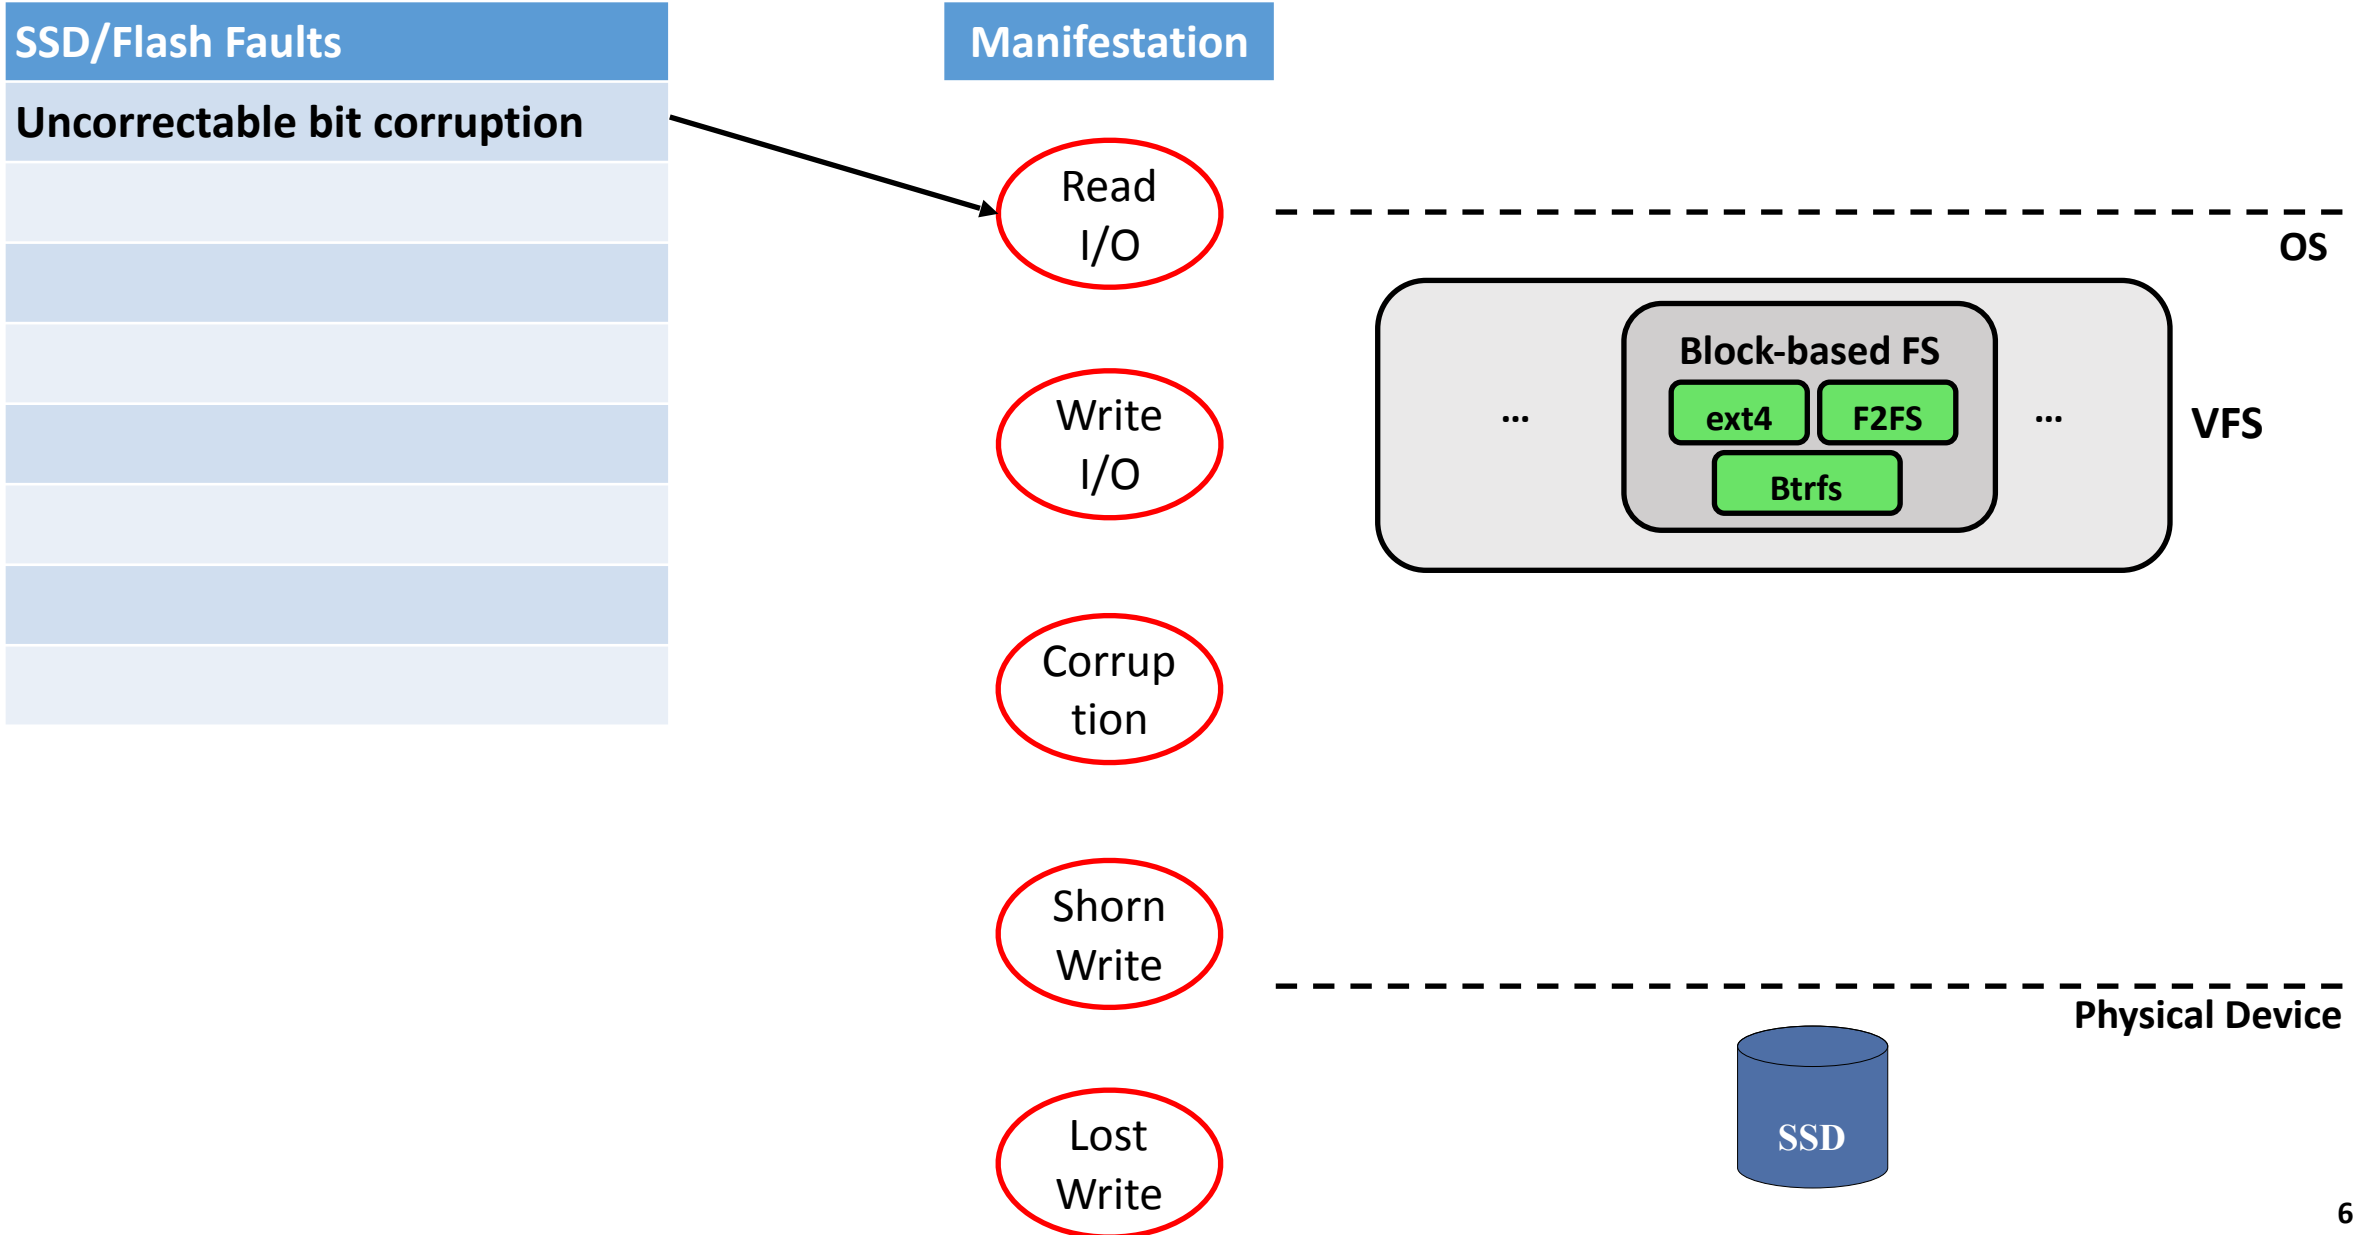 SSD/Flash Faults
Uncorrectable bit corruption
Manifestation
Read
I/O
Write
I/O
Corrup
tion
Shorn
Write
Lost
Write
OS
Block-based FS
...
ext4
F2FS
...
Btrfs
VFS
Physical Device
SSD
6